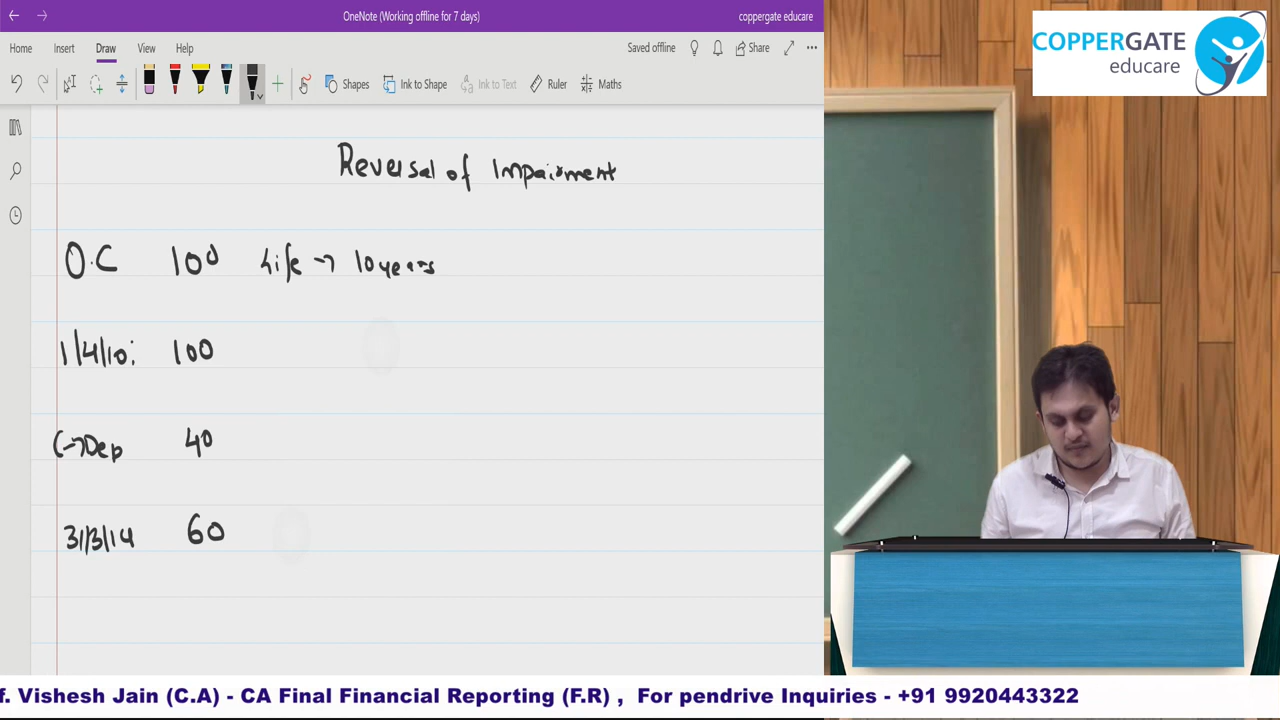 OneNote (Working offline for 7 days)
coppergate educare
Home Insert Draw View Help
Saved offline Share
Shapes Ink to Shape Ink to Text Ruler Maths
COPPERGATE
educare
Reversal of Impairment
O.C 100 Life → 10 years
1/4/10: 100
(→Dep 40
31/3/14 60
f. Vishesh Jain (C.A) - CA Final Financial Reporting (F.R) , For pendrive Inquiries - +91 9920443322